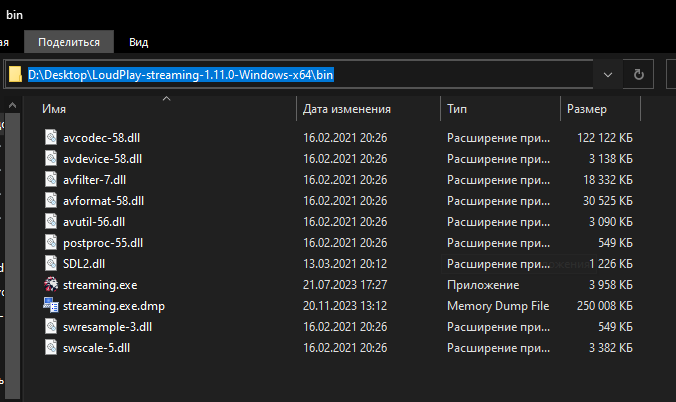 bin
ая Поделиться Вид
D:\Desktop\LoudPlay-streaming-1.11.0-Windows-x64\bin
Имя Дата изменения Тип Размер
avcodec-58.dll 16.02.2021 20:26 Расширение при... 122 122 КБ
avdevice-58.dll 16.02.2021 20:26 Расширение при... 3 138 КБ
avfilter-7.dll 16.02.2021 20:26 Расширение при... 18 332 КБ
avformat-58.dll 16.02.2021 20:26 Расширение при... 30 525 КБ
avutil-56.dll 16.02.2021 20:26 Расширение при... 3 090 КБ
postproc-55.dll 16.02.2021 20:26 Расширение при... 549 КБ
SDL2.dll 13.03.2021 20:12 Расширение при... 1 226 КБ
streaming.exe 21.07.2023 17:27 Приложение 3 958 КБ
streaming.exe.dmp 20.11.2023 13:12 Memory Dump File 250 008 КБ
swresample-3.dll 16.02.2021 20:26 Расширение при... 549 КБ
swscale-5.dll 16.02.2021 20:26 Расширение при... 3 382 КБ